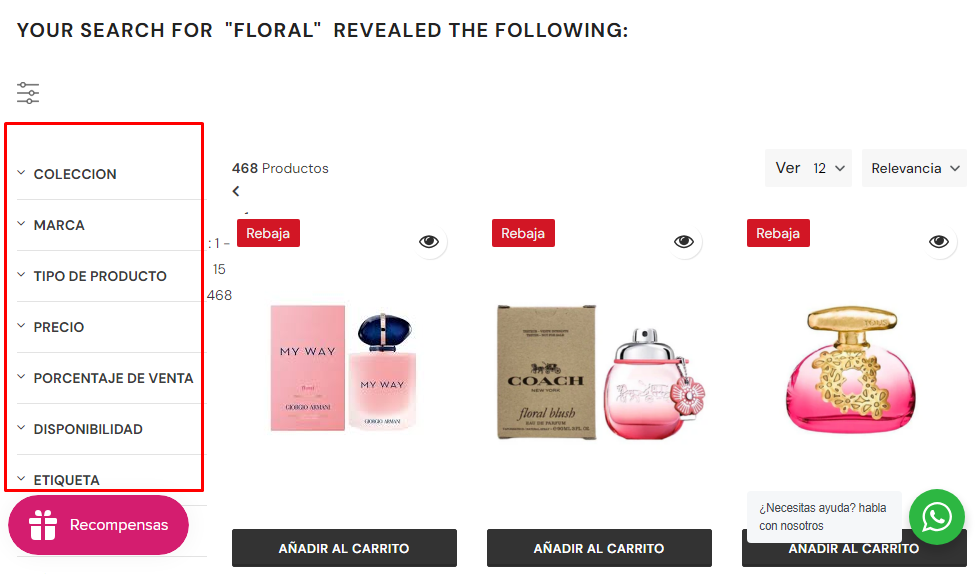 YOUR SEARCH FOR "FLORAL" REVEALED THE FOLLOWING:
COLECCION
MARCA
TIPO DE PRODUCTO
PRECIO
PORCENTAJE DE VENTA
DISPONIBILIDAD
ETIQUETA
Recompensas
468 Productos
Ver 12
Relevancia
: 1 -
15
468
Rebaja
MY WAY
floral
GIORGIO ARMANI
MY WAY
GIORGIO ARMANI
AÑADIR AL CARRITO
Rebaja
COACH
NEW YORK
floral blush
EAU DE PARFUM
AÑADIR AL CARRITO
Rebaja
TOUS
¿Necesitas ayuda? habla
con nosotros
AÑADIR AL CARRITO